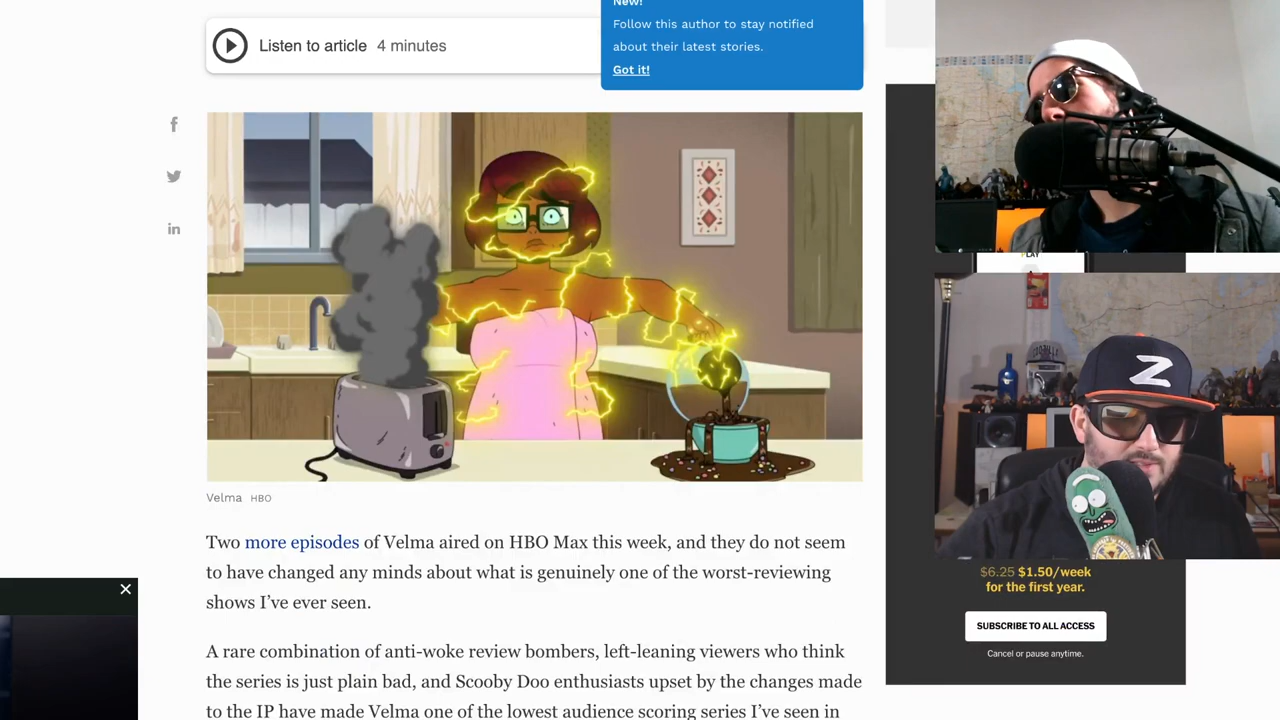 New!
Follow this author to stay notified
about their latest stories.
Got it!
Listen to article 4 minutes
Velma HBO
Two more episodes of Velma aired on HBO Max this week, and they do not seem
to have changed any minds about what is genuinely one of the worst-reviewing
shows I've ever seen.
A rare combination of anti-woke review bombers, left-leaning viewers who think
the series is just plain bad, and Scooby Doo enthusiasts upset by the changes made
to the IP have made Velma one of the lowest audience scoring series I've seen in
PLAY
Z
$6.25 $1.50/week
for the first year.
SUBSCRIBE TO ALL ACCESS
Cancel or pause anytime.